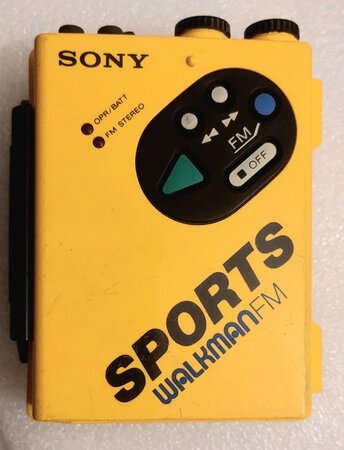 SONY
OPR/BATT
FM STEREO
FM
OFF
SPORTS
WALKMAN FM